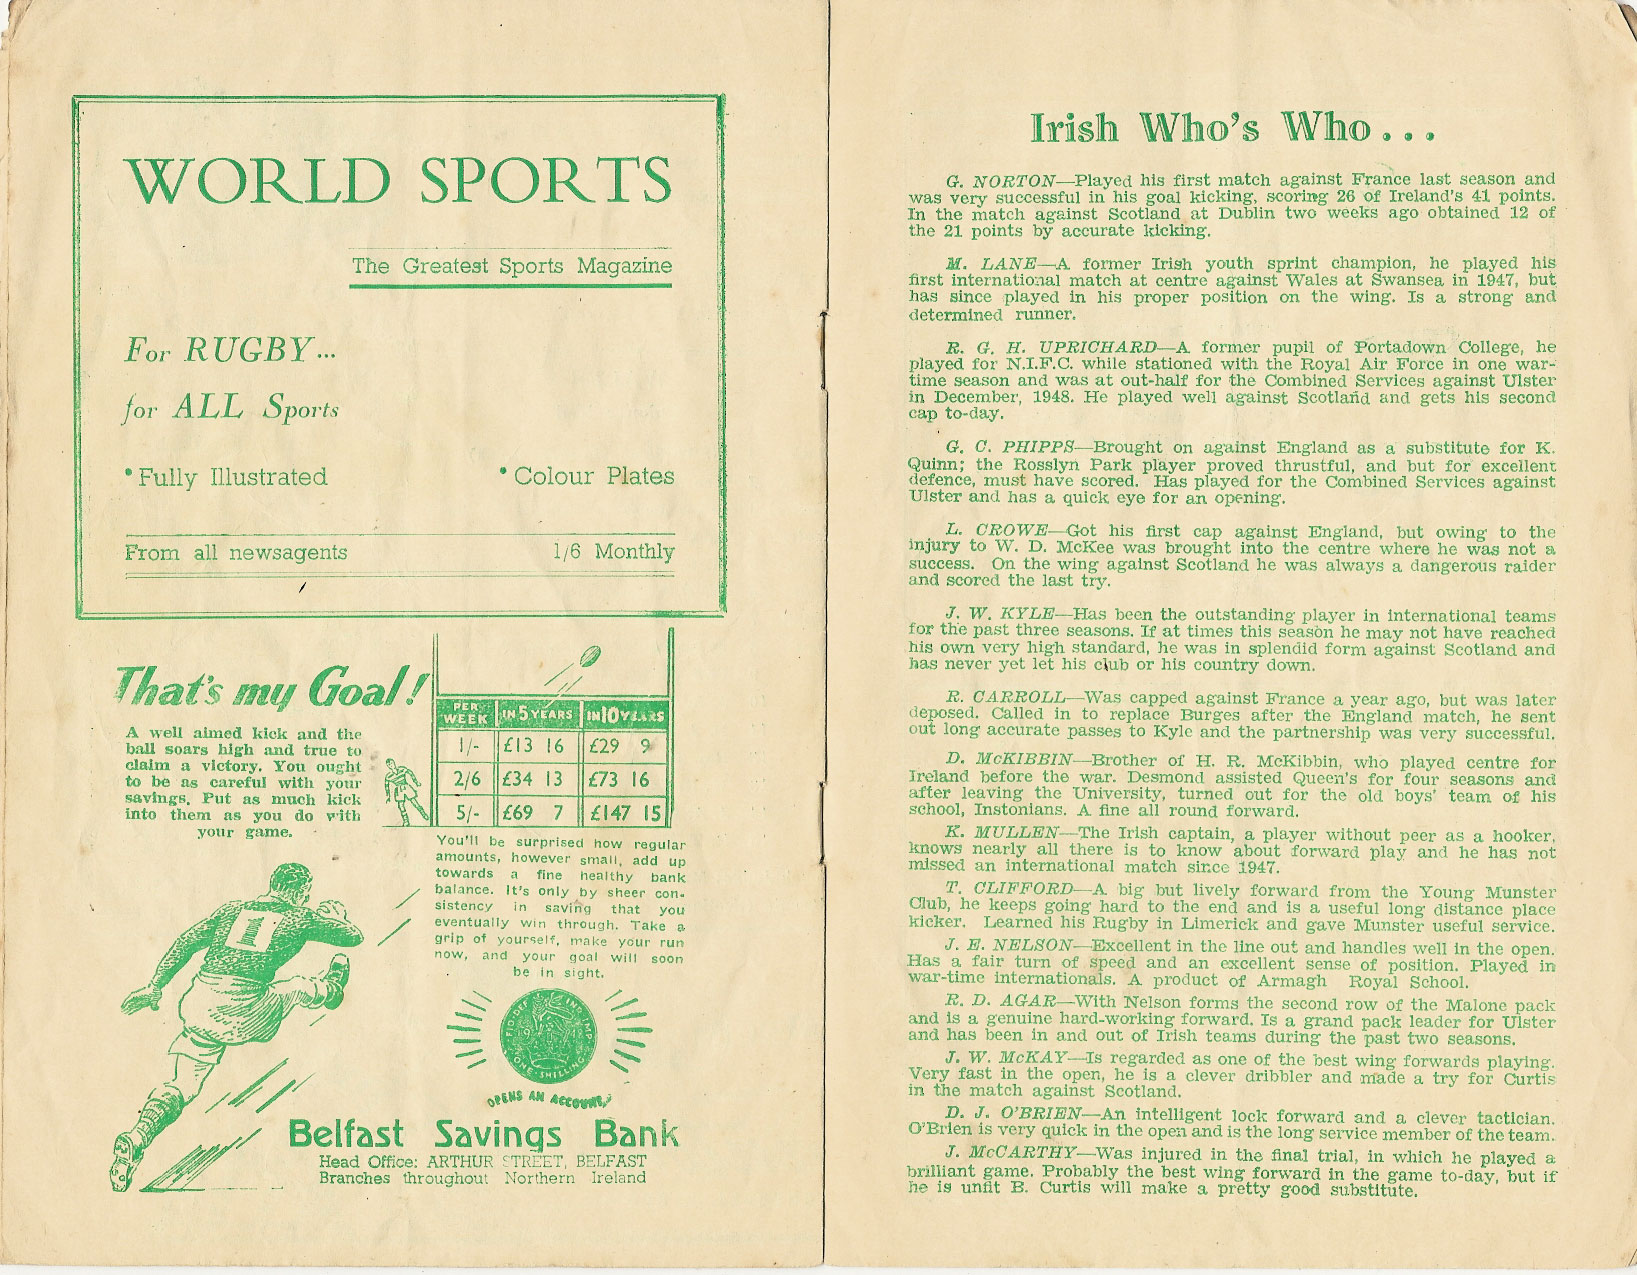 WORLD SPORTS
The Greatest Sports Magazine
For RUGBY...
for ALL Sports
• Fully Illustrated • Colour Plates
From all newsagents 1/6 Monthly
That's my Goal!
A well aimed kick and the
ball soars high and true to
claim a victory. You ought
to be as careful with your
savings. Put as much kick
into them as you do with
your game.
PER WEEK IN 5 YEARS IN 10 YEARS
1/- £13 16 £29 9
2/6 £34 13 £73 16
5/- £69 7 £147 15
You'll be surprised how regular
amounts, however small, add up
towards a fine healthy bank
balance. It's only by sheer con-
sistency in saving that you
eventually win through. Take a
grip of yourself, make your run
now, and your goal will soon
be in sight.
1
ONE · SHILLING
OPENS AN ACCOUNT!
Belfast Savings Bank
Head Office: ARTHUR STREET, BELFAST
Branches throughout Northern Ireland
Irish Who's Who...
G. NORTON—Played his first match against France last season and
was very successful in his goal kicking, scoring 26 of Ireland's 41 points.
In the match against Scotland at Dublin two weeks ago obtained 12 of
the 21 points by accurate kicking.
M. LANE—A former Irish youth sprint champion, he played his
first international match at centre against Wales at Swansea in 1947, but
has since played in his proper position on the wing. Is a strong and
determined runner.
R. G. H. UPRICHARD—A former pupil of Portadown College, he
played for N.I.F.C. while stationed with the Royal Air Force in one war-
time season and was at out-half for the Combined Services against Ulster
in December, 1948. He played well against Scotland and gets his second
cap to-day.
G. C. PHIPPS—Brought on against England as a substitute for K.
Quinn; the Rosslyn Park player proved thrustful, and but for excellent
defence, must have scored. Has played for the Combined Services against
Ulster and has a quick eye for an opening.
L. CROWE—Got his first cap against England, but owing to the
injury to W. D. McKee was brought into the centre where he was not a
success. On the wing against Scotland he was always a dangerous raider
and scored the last try.
J. W. KYLE—Has been the outstanding player in international teams
for the past three seasons. If at times this season he may not have reached
his own very high standard, he was in splendid form against Scotland and
has never yet let his club or his country down.
R. CARROLL—Was capped against France a year ago, but was later
deposed. Called in to replace Burges after the England match, he sent
out long accurate passes to Kyle and the partnership was very successful.
D. McKIBBIN—Brother of H. R. McKibbin, who played centre for
Ireland before the war. Desmond assisted Queen's for four seasons and
after leaving the University, turned out for the old boys' team of his
school, Instonians. A fine all round forward.
K. MULLEN—The Irish captain, a player without peer as a hooker,
knows nearly all there is to know about forward play and he has not
missed an international match since 1947.
T. CLIFFORD—A big but lively forward from the Young Munster
Club, he keeps going hard to the end and is a useful long distance place
kicker. Learned his Rugby in Limerick and gave Munster useful service.
J. E. NELSON—Excellent in the line out and handles well in the open.
Has a fair turn of speed and an excellent sense of position. Played in
war-time internationals. A product of Armagh Royal School.
R. D. AGAR—With Nelson forms the second row of the Malone pack
and is a genuine hard-working forward. Is a grand pack leader for Ulster
and has been in and out of Irish teams during the past two seasons.
J. W. McKAY—Is regarded as one of the best wing forwards playing.
Very fast in the open, he is a clever dribbler and made a try for Curtis
in the match against Scotland.
D. J. O'BRIEN—An intelligent lock forward and a clever tactician.
O'Brien is very quick in the open and is the long service member of the team.
J. McCARTHY—Was injured in the final trial, in which he played a
brilliant game. Probably the best wing forward in the game to-day, but if
he is unfit B. Curtis will make a pretty good substitute.